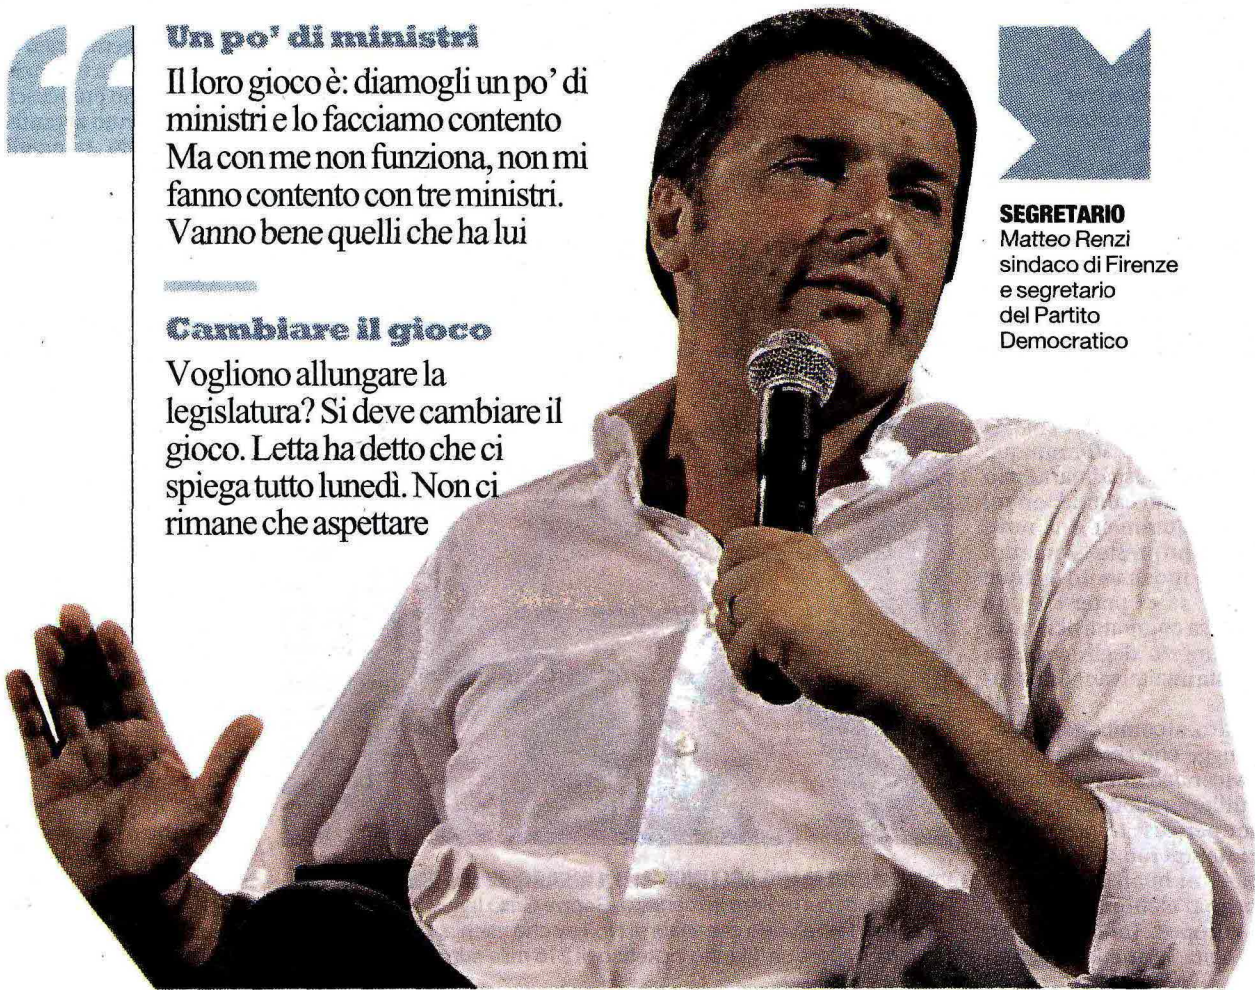 Un po' di ministri
Il loro gioco è: diamogli un po' di
ministri e lo facciamo contento
Ma con me non funziona, non mi
fanno contento con tre ministri.
Vanno bene quelli che ha lui
Cambiare il gioco
Vogliono allungare la
legislatura? Si deve cambiare il
gioco. Letta ha detto che ci
spiega tutto lunedì. Non ci
rimane che aspettare
SEGRETARIO
Matteo Renzi
sindaco di Firenze
e segretario
del Partito
Democratico